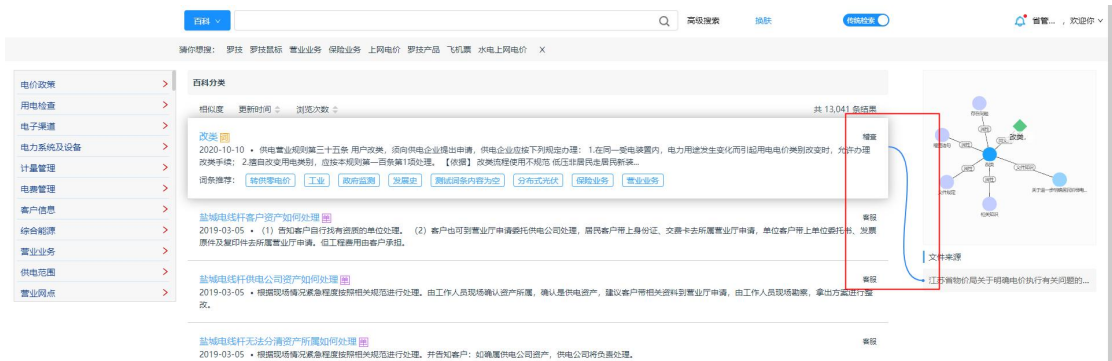 百科
高级搜索
换肤
传统检索
省管... ，欢迎你
猜你想搜： 罗技 罗技鼠标 营业业务 保险业务 上网电价 罗技产品 飞机票 水电上网电价 X
电价政策
用电检查
电子渠道
电力系统及设备
计量管理
电费管理
客户信息
综合能源
营业业务
供电范围
营业网点
百科分类
相似度 更新时间 浏览次数
共 13,041 条结果
改类
稽查
2020-10-10 • 供电营业规则第三十五条 用户改类，须向供电企业提出申请，供电企业应按下列规定办理： 1.在同一受电装置内，电力用途发生变化而引起用电电价类别改变时，允许办理
改类手续； 2.擅自改变用电类别，应按本规则第一百条第1项处理。 【依据】 改类流程使用不规范 低压非居民走居民新装...
词条推荐： 转供零电价 工业 政府监测 发展史 测试词条内容为空 分布式光伏 保险业务 营业业务
盐城电线杆客户资产如何处理
客服
2019-03-05 • （1）告知客户自行找有资质的单位处理。 （2）客户也可到营业厅申请委托供电公司处理，居民客户带上身份证、交费卡去所属营业厅申请，单位客户带上单位委托书、发票
原件及复印件去所属营业厅申请。但工程费用由客户承担。
盐城电线杆供电公司资产如何处理
客服
2019-03-05 • 根据现场情况紧急程度按照相关规范进行处理。由工作人员现场确认资产所属，确认是供电资产，建议客户带相关资料到营业厅申请，由工作人员现场勘察，拿出方案进行整
改。
盐城电线杆无法分清资产所属如何处理
客服
2019-03-05 • 根据现场情况紧急程度按照相关规范进行处理。并告知客户：如确属供电公司资产，供电公司将负责处理。
改类
文件来源
江苏省物价局关于明确电价执行有关问题的...